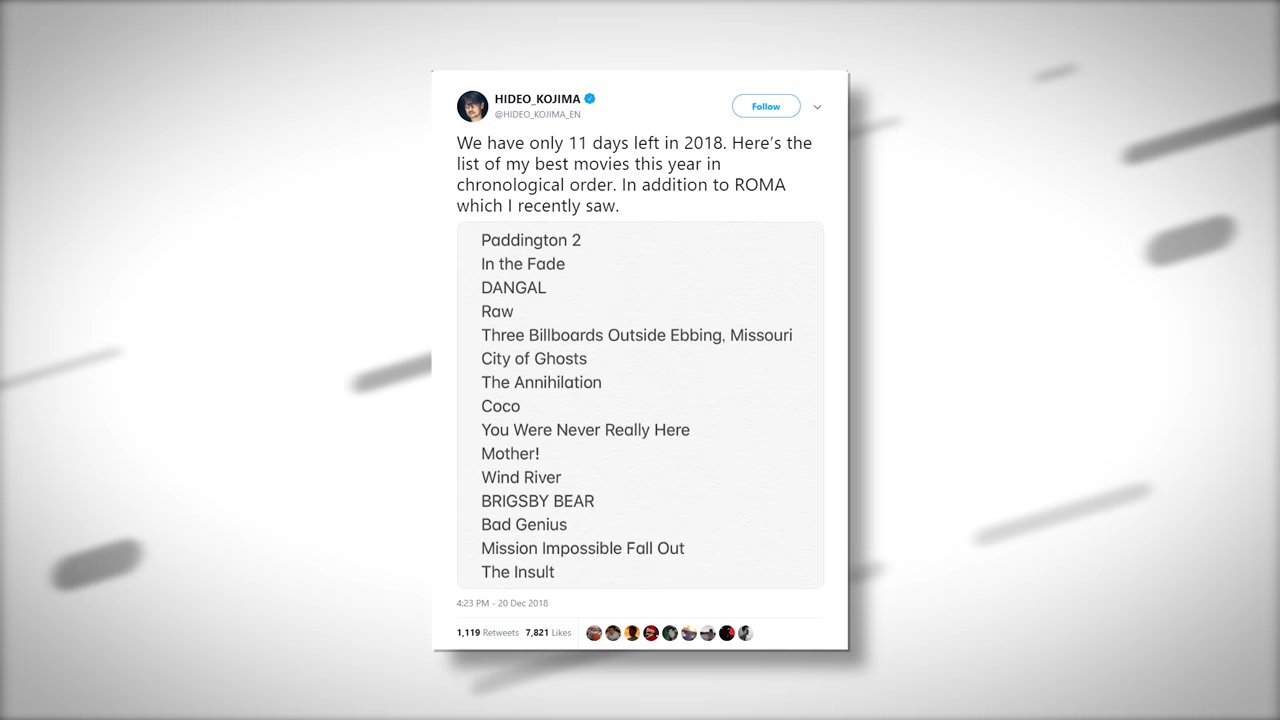 HIDEO_KOJIMA
@HIDEO_KOJIMA_EN
Follow
We have only 11 days left in 2018. Here's the
list of my best movies this year in
chronological order. In addition to ROMA
which I recently saw.
Paddington 2
In the Fade
DANGAL
Raw
Three Billboards Outside Ebbing, Missouri
City of Ghosts
The Annihilation
Coco
You Were Never Really Here
Mother!
Wind River
BRIGSBY BEAR
Bad Genius
Mission Impossible Fall Out
The Insult
4:23 PM - 20 Dec 2018
1,119 Retweets 7,821 Likes